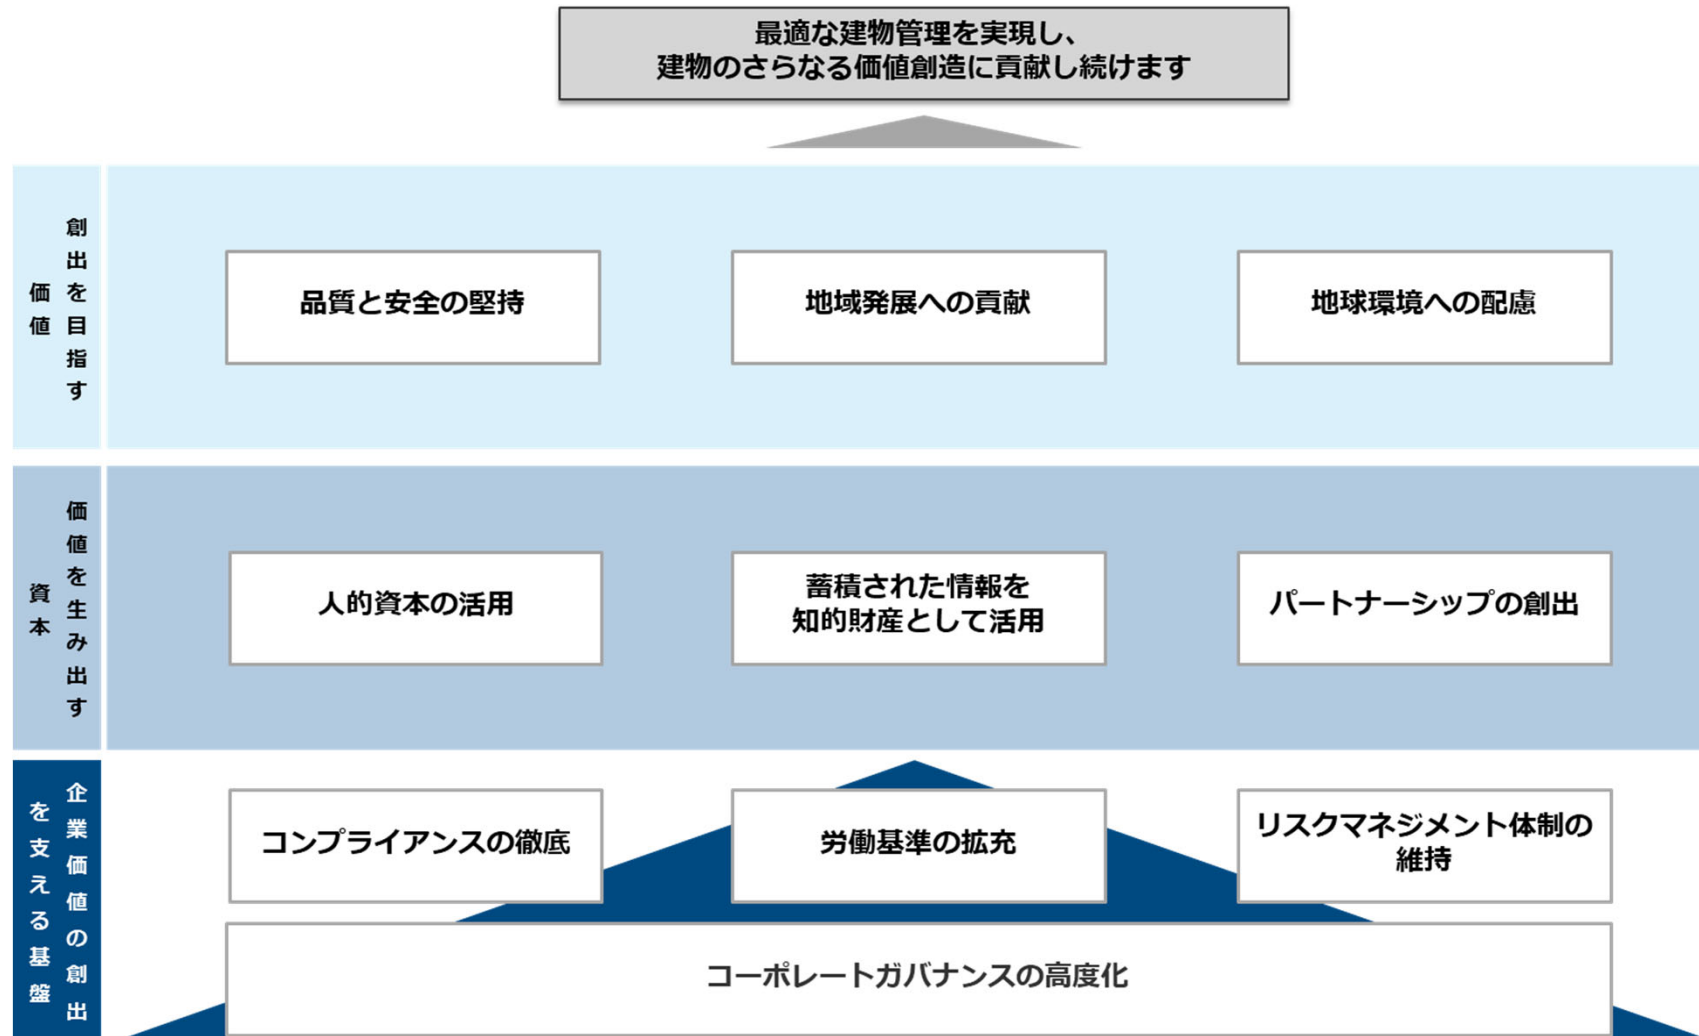 最適な建物管理を実現し、
建物のさらなる価値創造に貢献し続けます
創出を目指す
価値
品質と安全の堅持
地域発展への貢献
地球環境への配慮
価値を生み出す
資本
人的資本の活用
蓄積された情報を
知的財産として活用
パートナーシップの創出
企業価値の創出
を支える基盤
コンプライアンスの徹底
労働基準の拡充
リスクマネジメント体制の
維持
コーポレートガバナンスの高度化